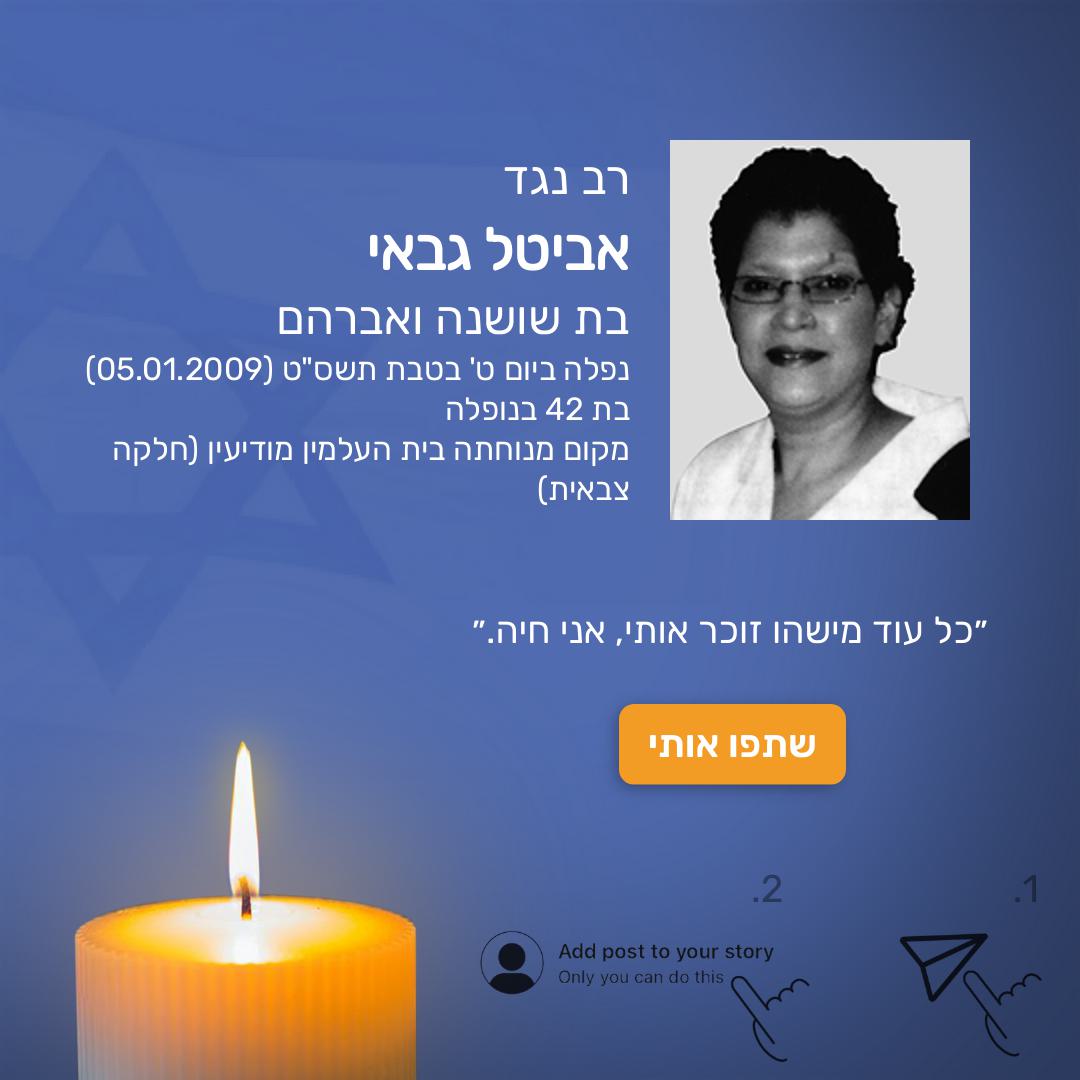 רב נגד
אביטל גבאי
בת שושנה ואברהם
נפלה ביום ט' בטבת תשס"ט (05.01.2009)
בת 42 בנופלה
מקום מנוחתה בית העלמין מודיעין (חלקה
צבאית)
״כל עוד מישהו זוכר אותי, אני חיה.״
שתפו אותי
1.
2.
Add post to your story
Only you can do this